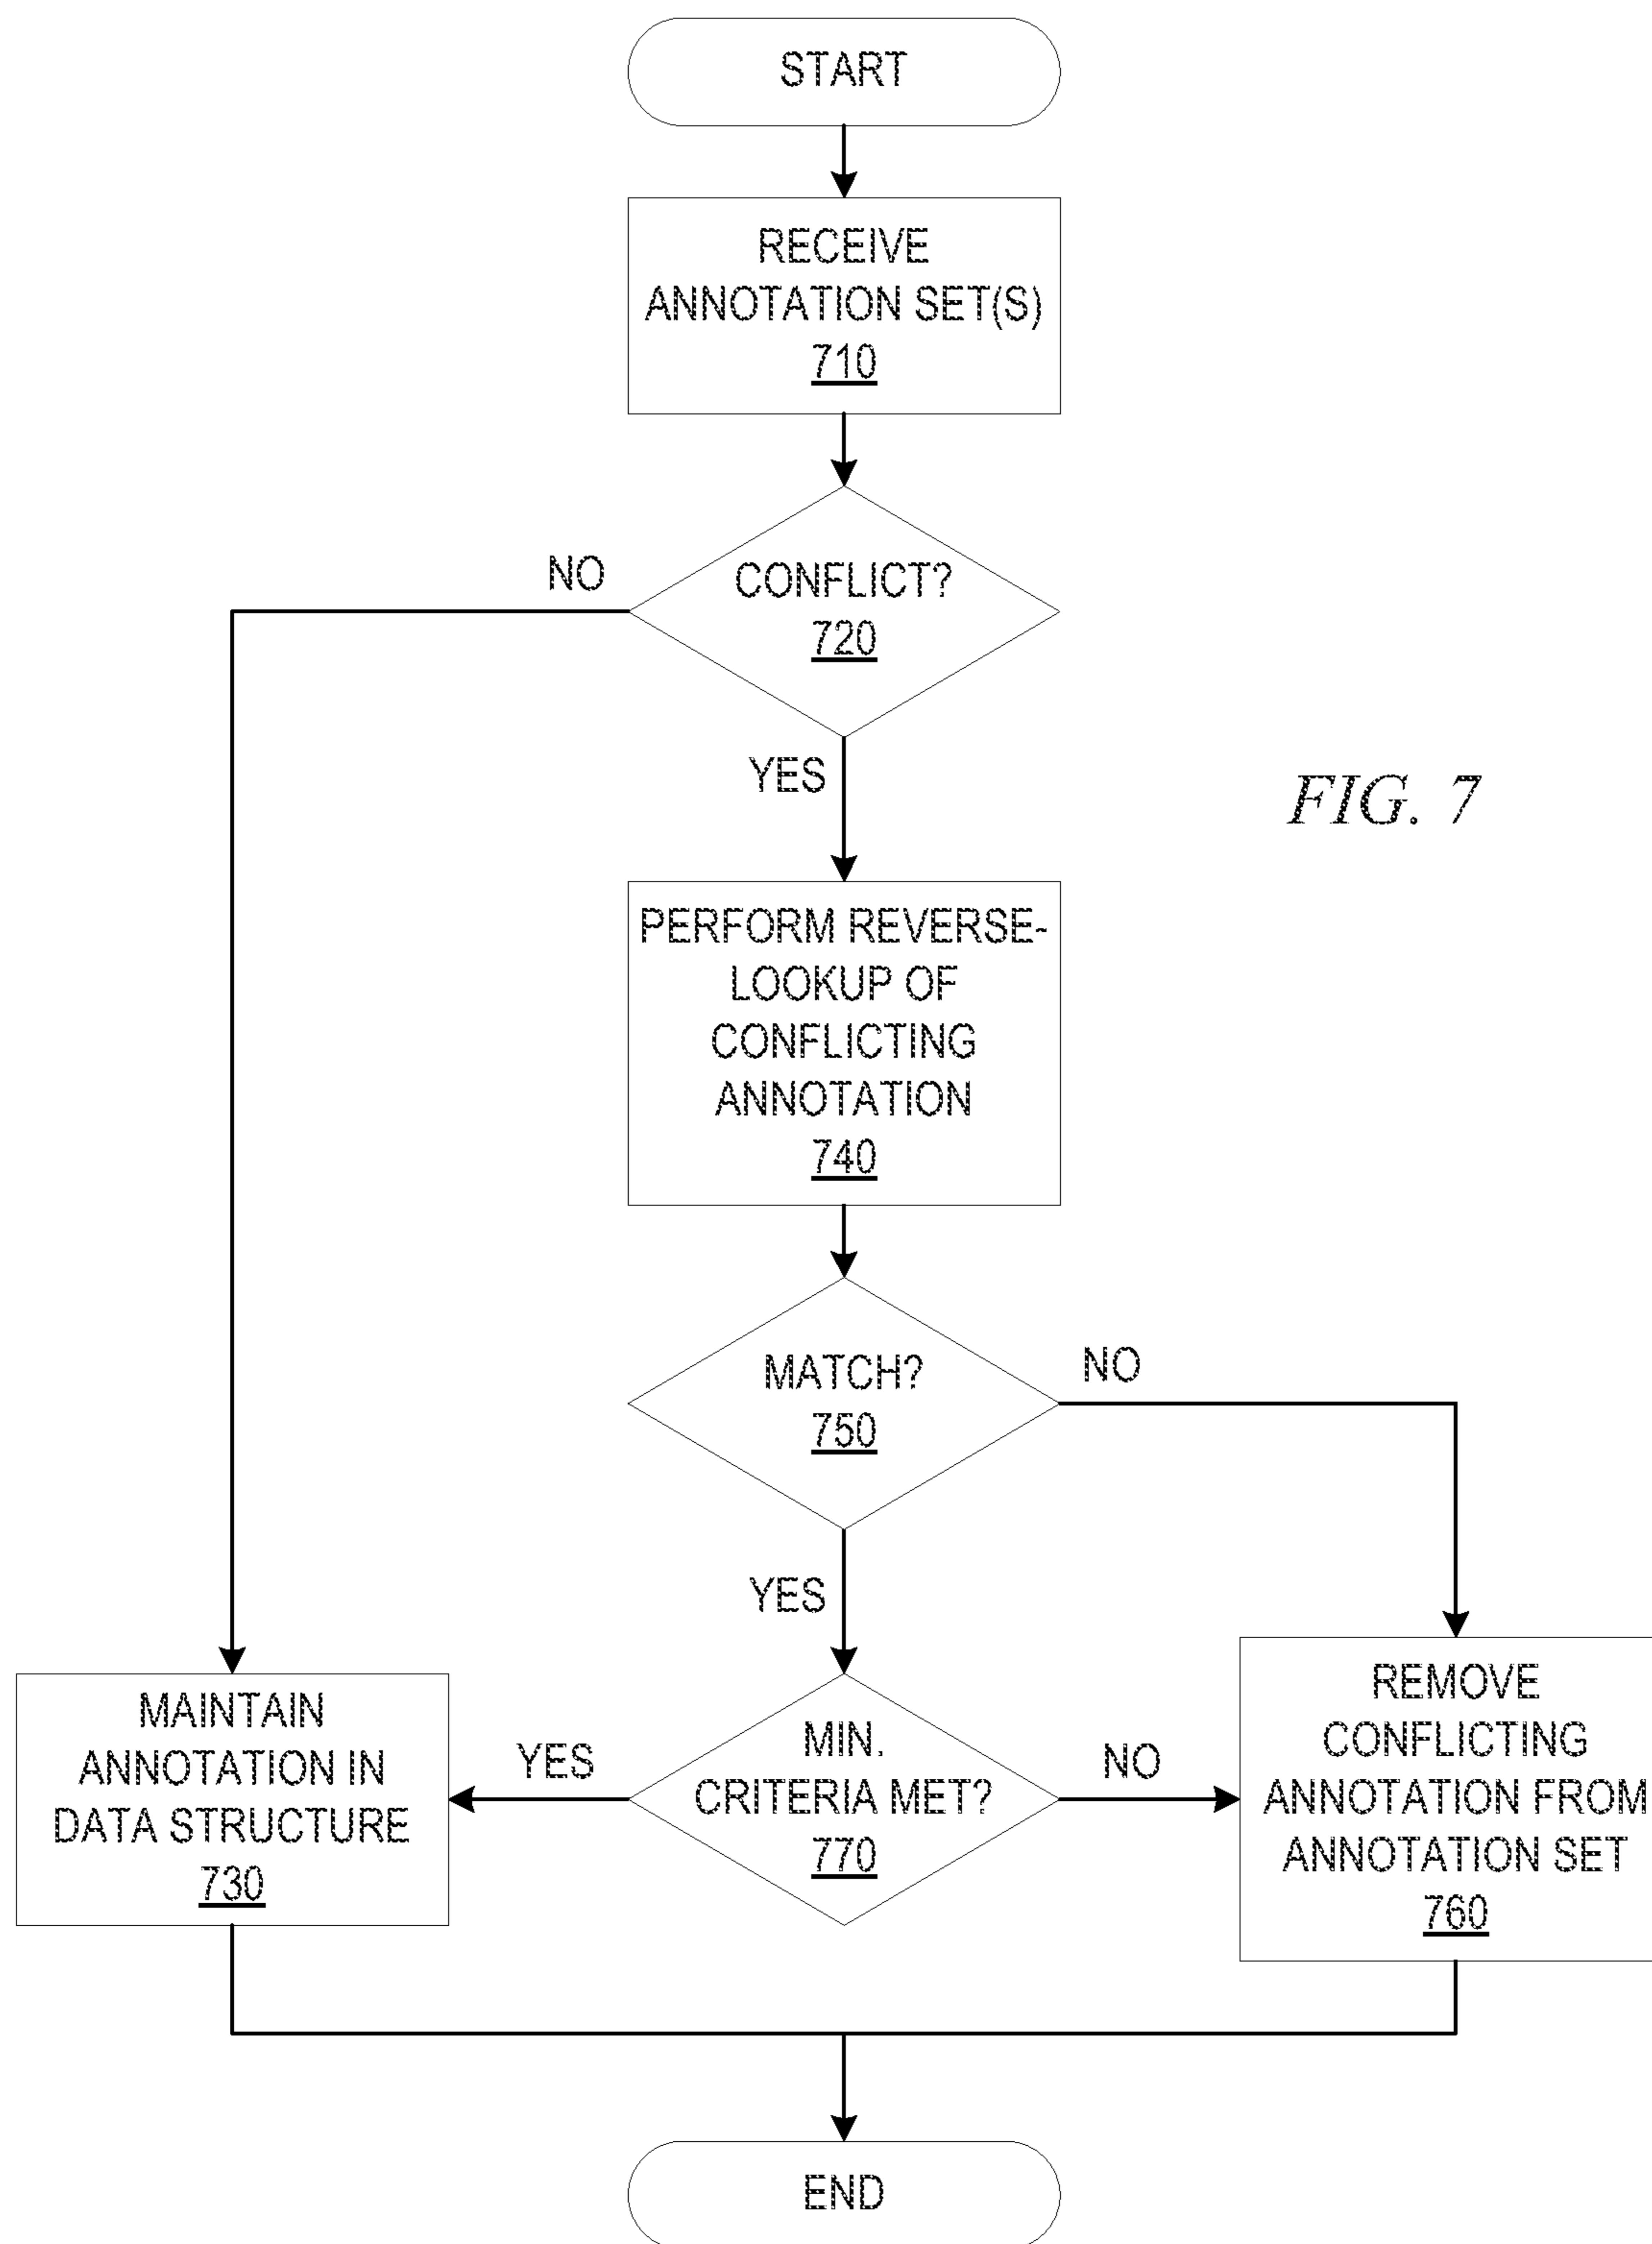 START
RECEIVE
ANNOTATION SET(S)
710
CONFLICT?
720
NO
YES
FIG. 7
PERFORM REVERSE-
LOOKUP OF
CONFLICTING
ANNOTATION
740
MATCH?
750
NO
YES
MAINTAIN
ANNOTATION IN
DATA STRUCTURE
730
YES
MIN.
CRITERIA MET?
770
NO
REMOVE
CONFLICTING
ANNOTATION FROM
ANNOTATION SET
760
END